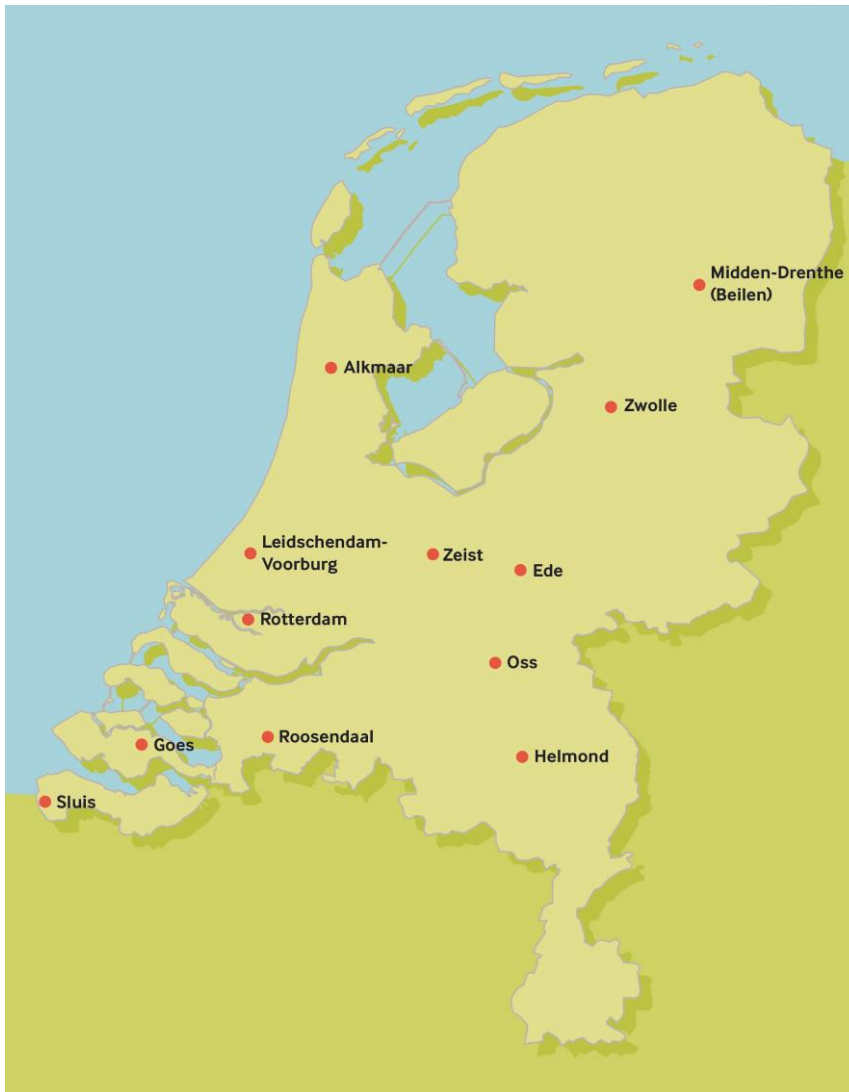 Midden-Drenthe
(Beilen)
Alkmaar
Zwolle
Leidschendam-
Voorburg
Zeist
Ede
Rotterdam
Oss
Roosendaal
Goes
Helmond
Sluis